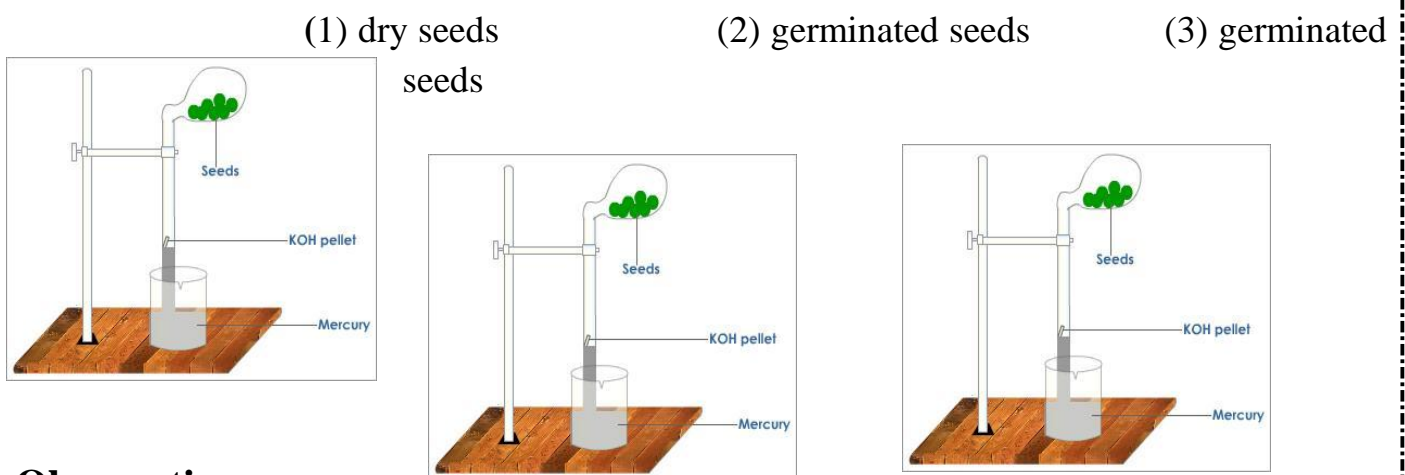 (1) dry seeds (2) germinated seeds (3) germinated
seeds
Seeds
KOH pellet
Mercury
Seeds
KOH pellet
Mercury
Seeds
KOH pellet
Mercury